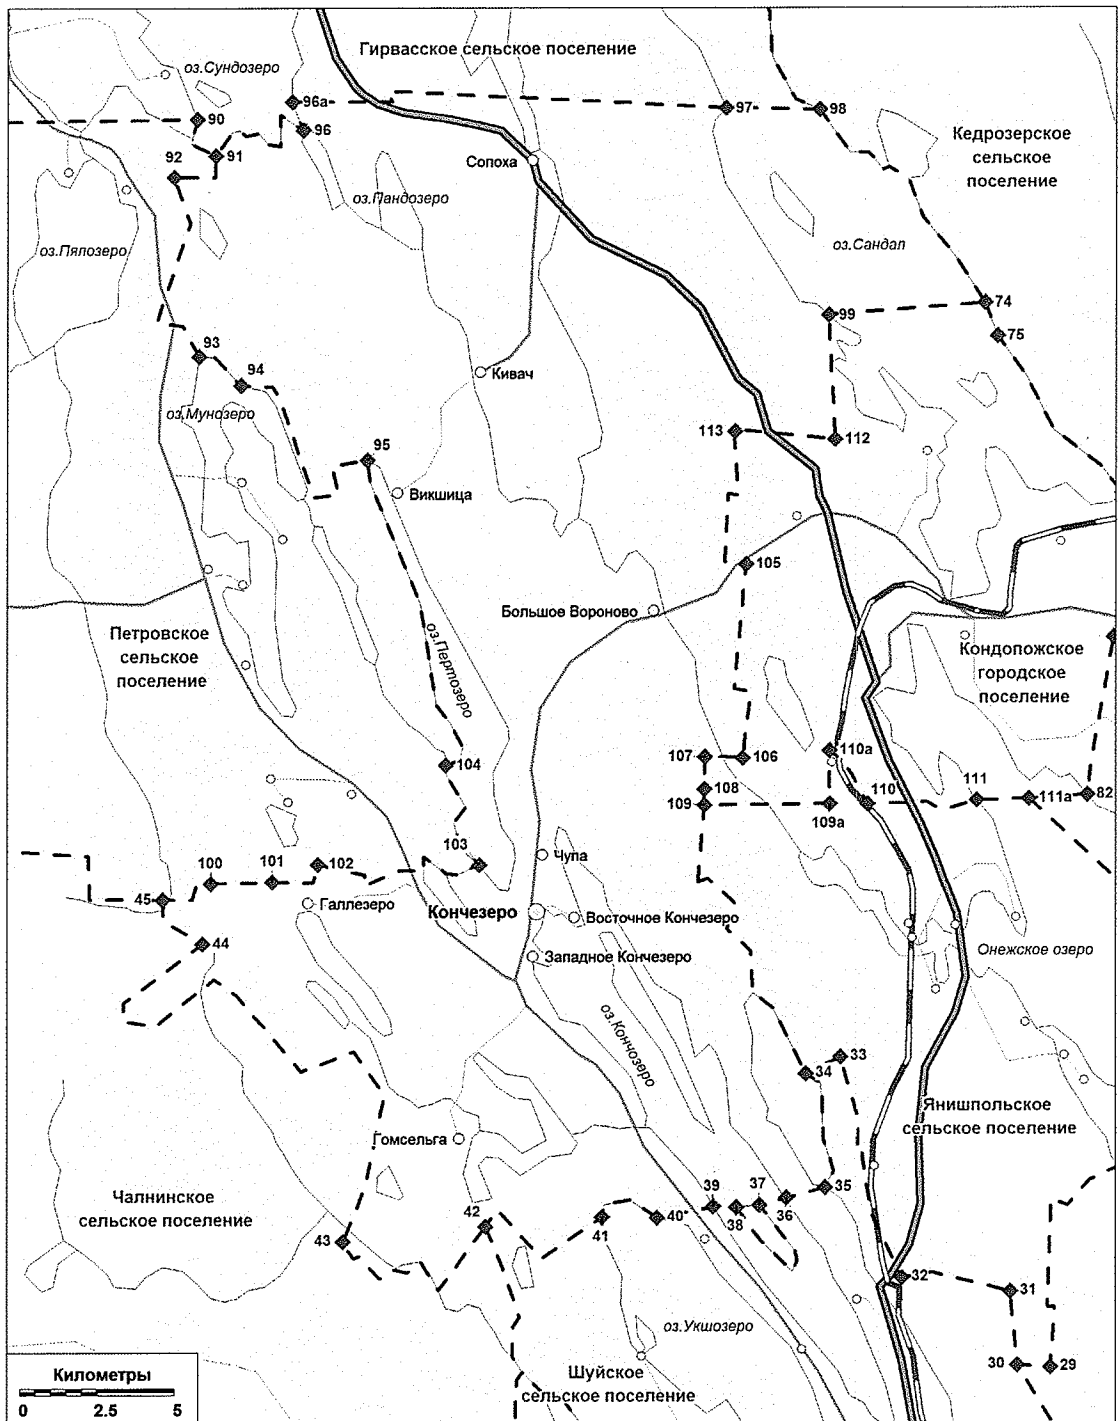 Гирвасское сельское поселение
оз.Сундозеро
96а
97
98
90
96
92
91
Сопоха
Кедрозерское
сельское
поселение
оз.Пандозеро
оз.Пялозеро
оз.Сандал
74
99
75
93
94
Кивач
оз.Мунозеро
113
112
95
Викшица
105
Большое Вороново
Петровское
сельское
поселение
оз.Пертозеро
Кондопожское
городское
поселение
107
106
110а
104
108
109
109а
110
111
111а
82
103
Чупа
100
101
102
45
Галлезеро
Кончезеро
Восточное Кончезеро
44
Западное Кончезеро
Онежское озеро
оз.Кончозеро
33
34
Янишпольское
сельское поселение
Гомсельга
Чалнинское
сельское поселение
39
37
35
42
41
40
38
36
43
32
31
оз.Укшозеро
30
29
Шуйское
сельское поселение
Километры
0
2.5
5